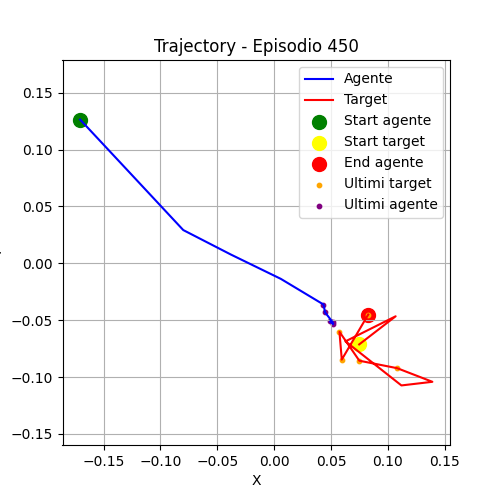 Trajectory - Episodio 450
Agente
Target
Start agente
Start target
End agente
Ultimi target
Ultimi agente
0.15
0.10
0.05
0.00
−0.05
−0.10
−0.15
−0.15 −0.10 −0.05 0.00 0.05 0.10 0.15
X